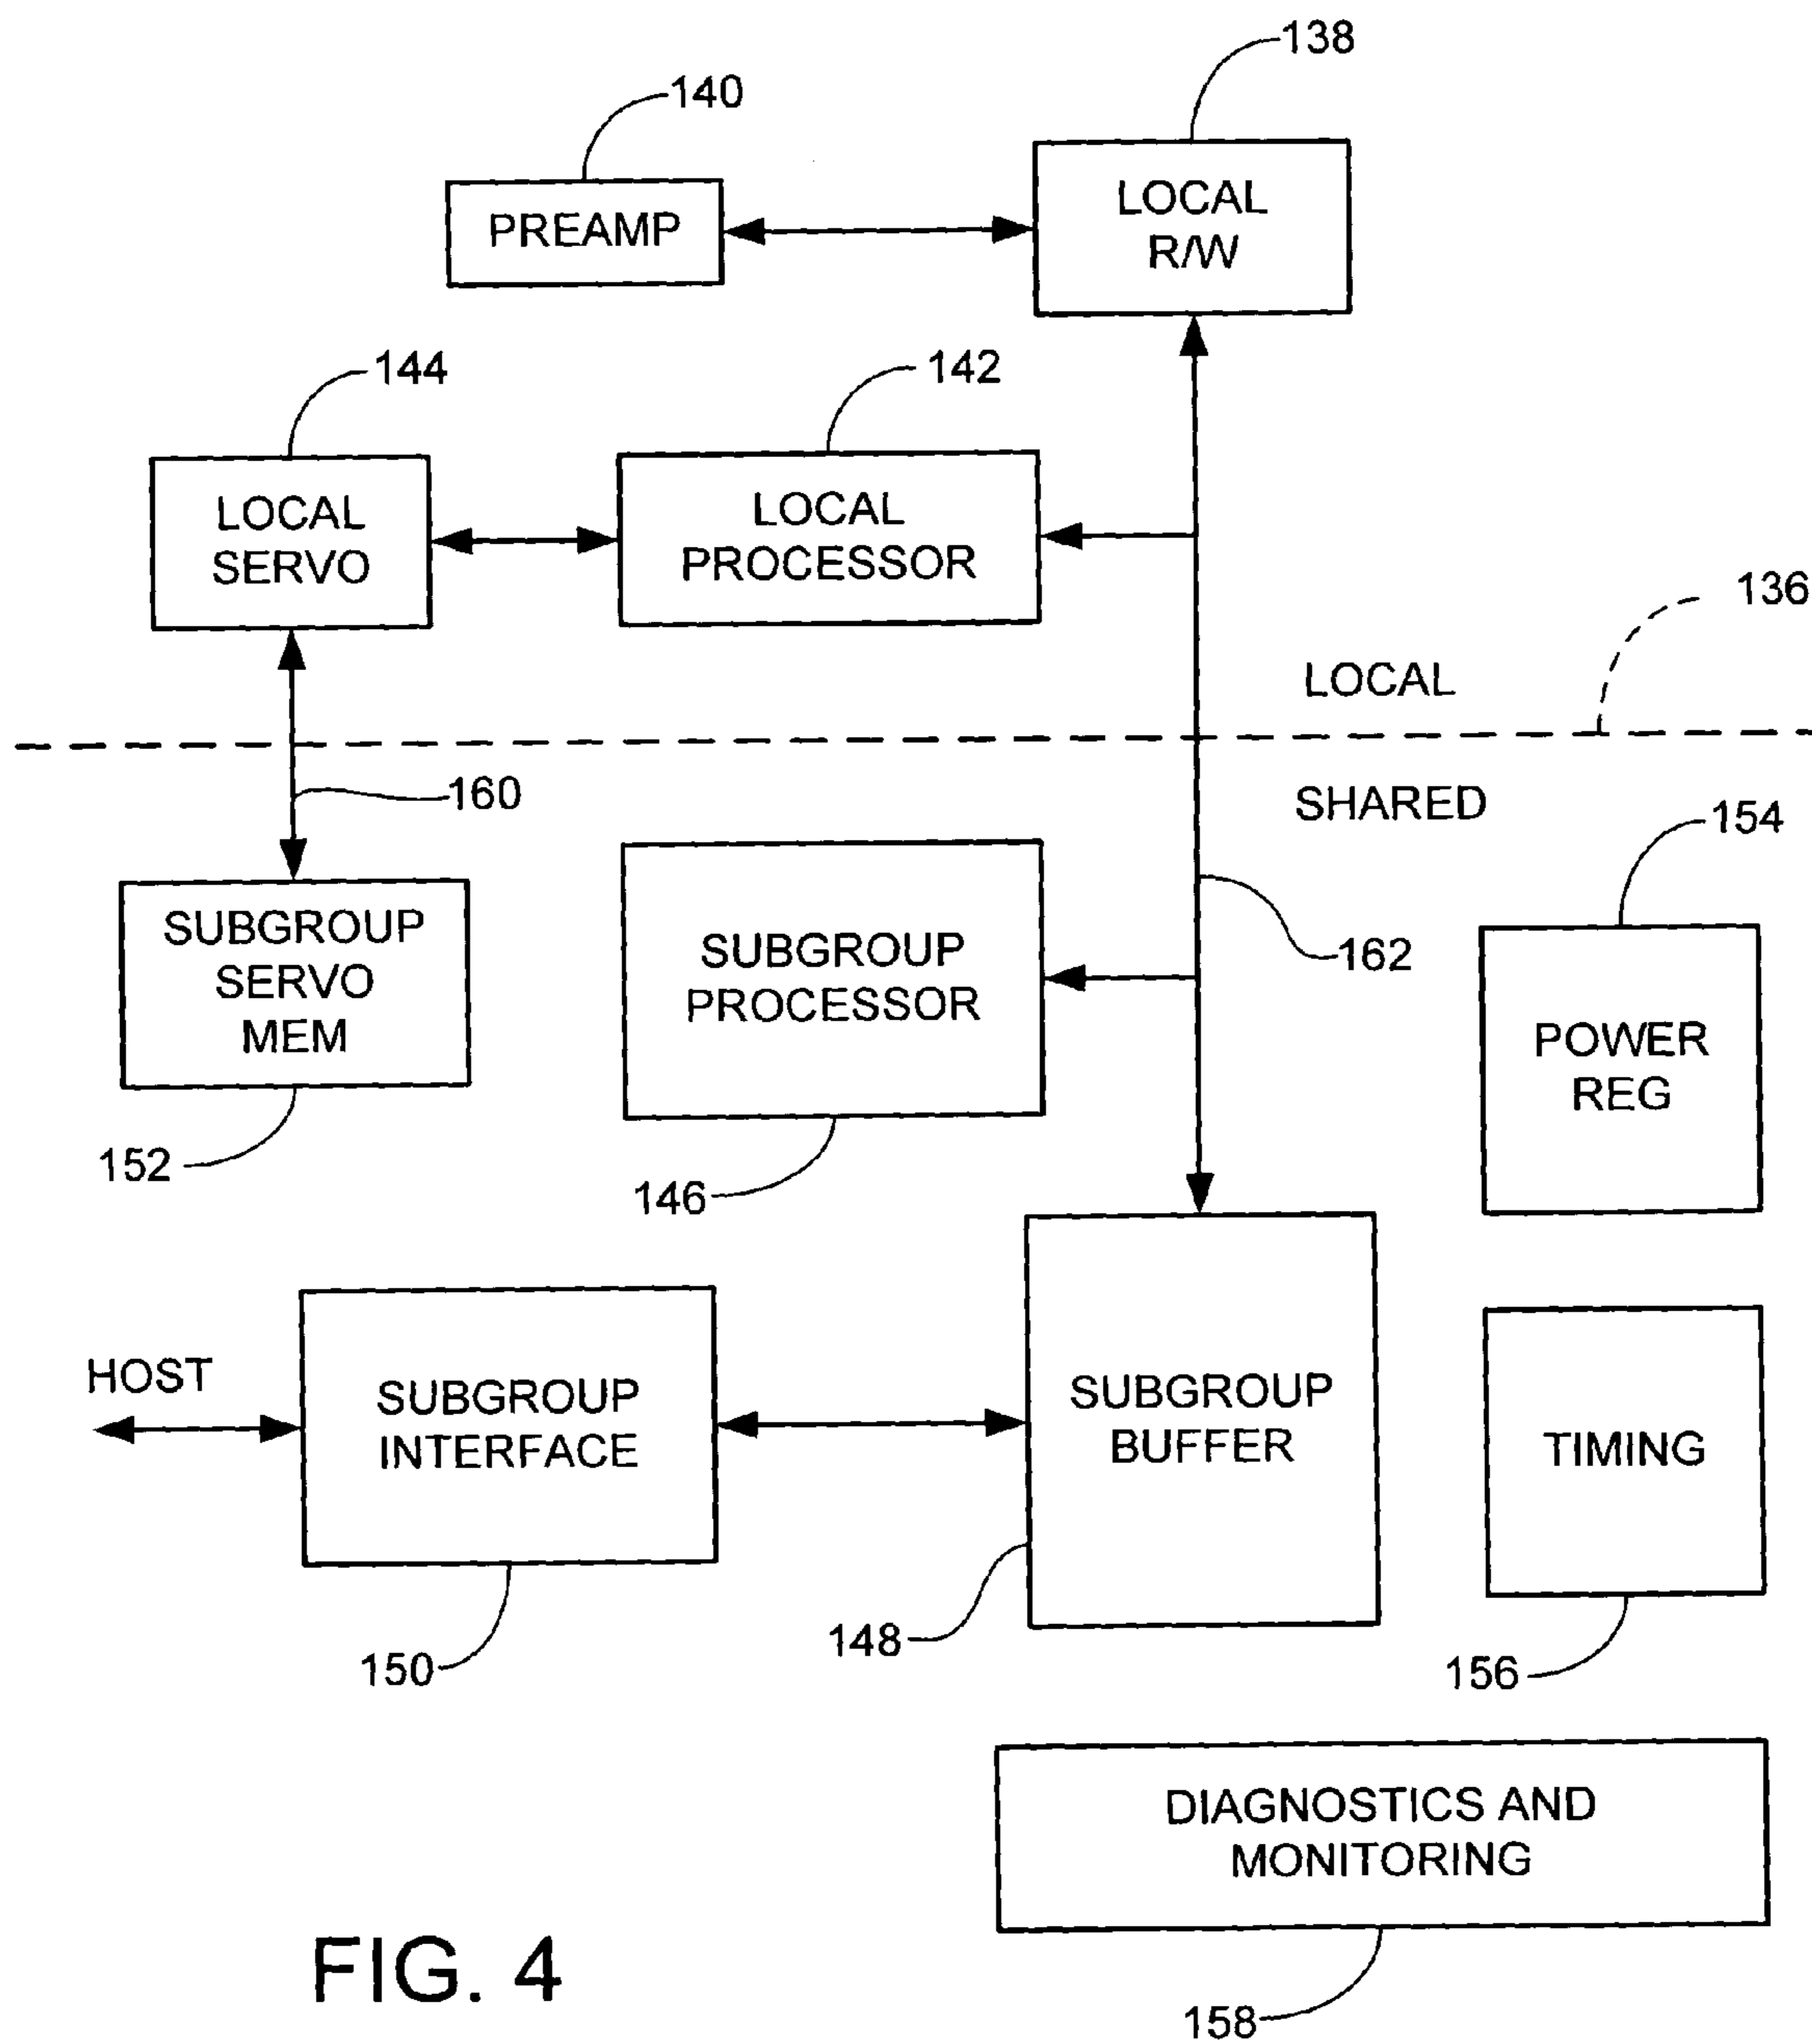 138
140
LOCAL
R/W
PREAMP
144
142
LOCAL
SERVO
LOCAL
PROCESSOR
136
LOCAL
160
SHARED
154
SUBGROUP
SERVO
MEM
SUBGROUP
PROCESSOR
162
POWER
REG
152
146
HOST
SUBGROUP
INTERFACE
SUBGROUP
BUFFER
TIMING
150
148
156
DIAGNOSTICS AND
MONITORING
FIG. 4
158